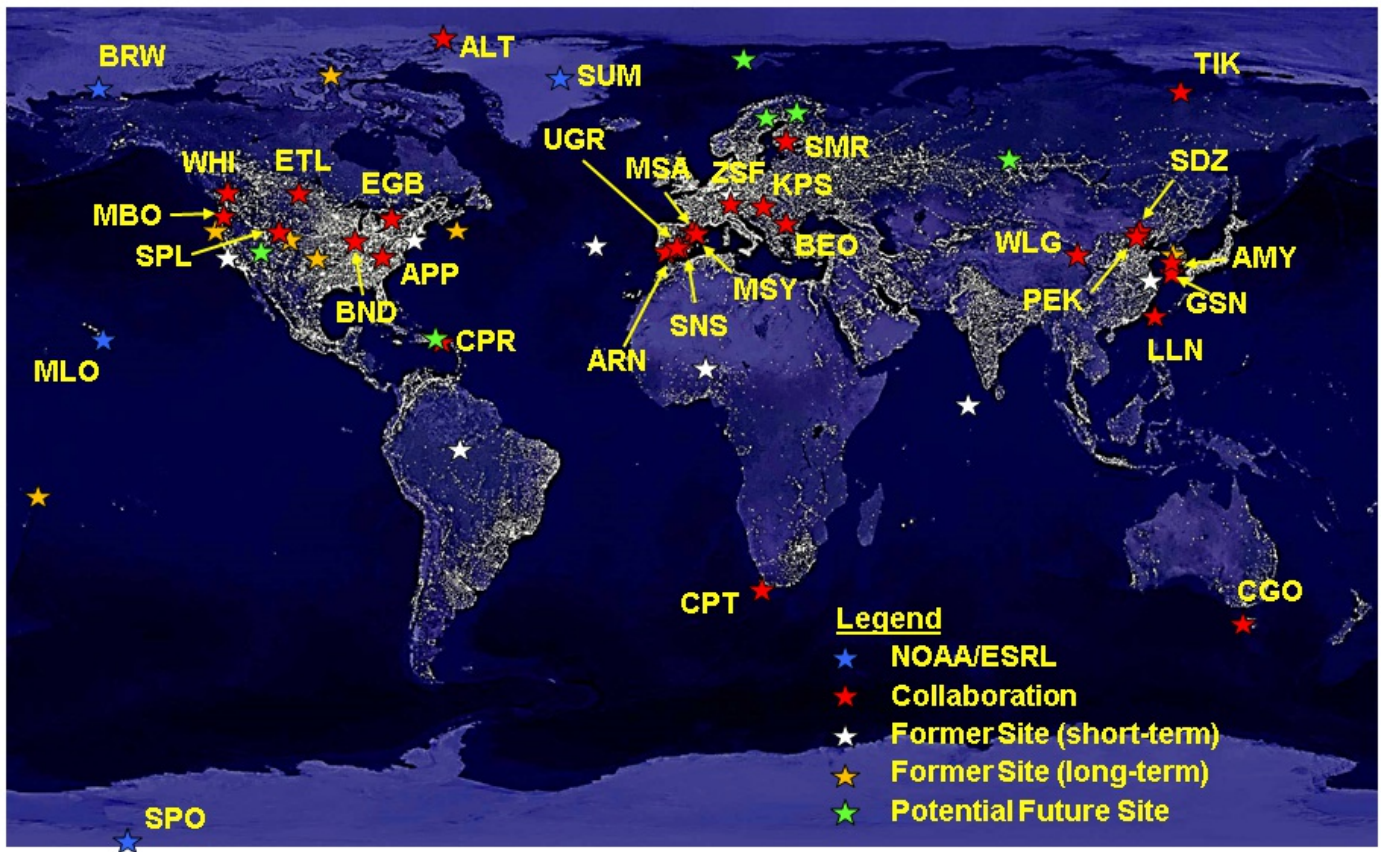 ALT
BRW
SUM
TIK
UGR
SMR
WHI
ETL
MSA
ZSF
SDZ
EGB
KPS
MBO
SPL
APP
BEO
WLG
AMY
MSY
PEK
GSN
BND
SNS
CPR
LLN
MLO
ARN
CPT
CGO
Legend
NOAA/ESRL
Collaboration
Former Site (short-term)
Former Site (long-term)
Potential Future Site
SPO